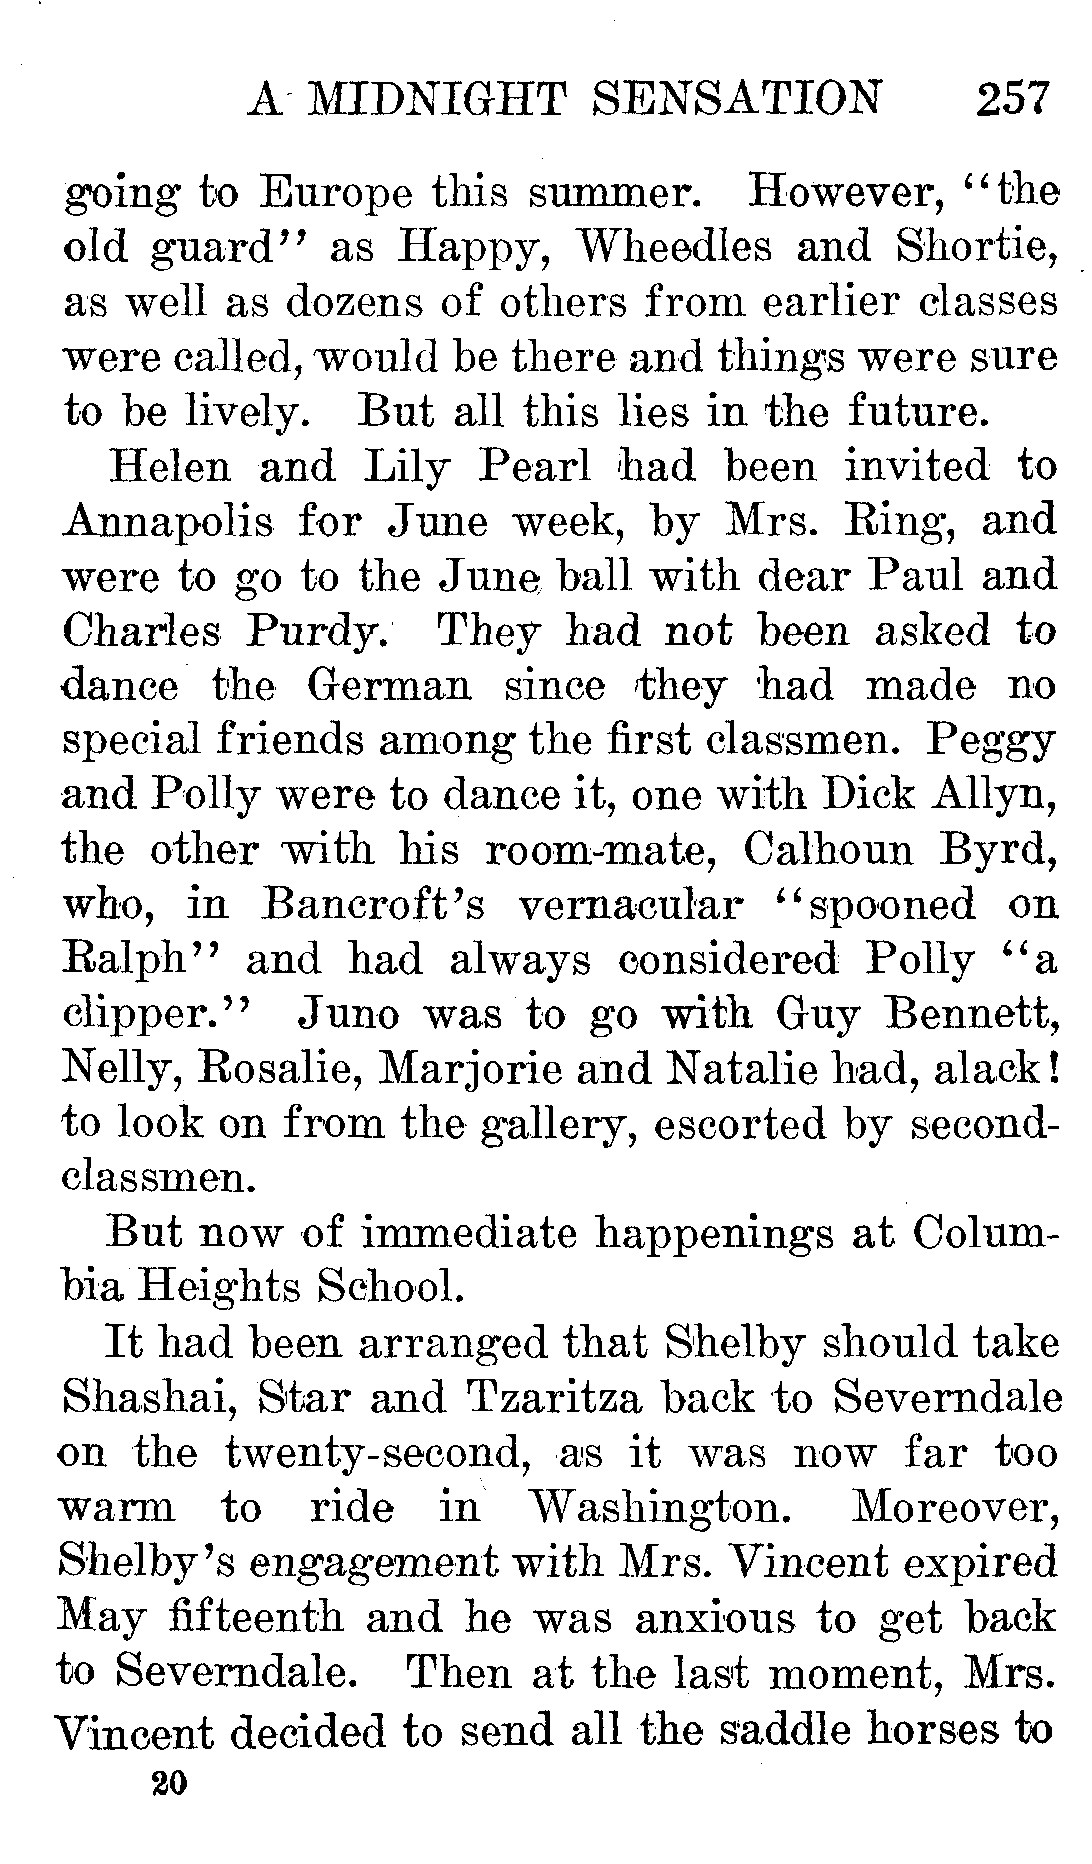 A MIDNIGHT SENSATION 257
going to Europe this summer. However, "the
old guard" as Happy, Wheedles and Shortie,
as well as dozens of others from earlier classes
were called, would be there and things were sure
to be lively. But all this lies in the future.
Helen and Lily Pearl had been invited to
Annapolis for June week, by Mrs. Ring, and
were to go to the June ball with dear Paul and
Charles Purdy. They had not been asked to
dance the German since they had made no
special friends among the first classmen. Peggy
and Polly were to dance it, one with Dick Allyn,
the other with his room-mate, Calhoun Byrd,
who, in Bancroft's vernacular "spooned on
Ralph" and had always considered Polly "a
clipper." Juno was to go with Guy Bennett,
Nelly, Rosalie, Marjorie and Natalie had, alack!
to look on from the gallery, escorted by second-
classmen.
But now of immediate happenings at Colum-
bia Heights School.
It had been arranged that Shelby should take
Shashai, Star and Tzaritza back to Severndale
on the twenty-second, as it was now far too
warm to ride in Washington. Moreover,
Shelby's engagement with Mrs. Vincent expired
May fifteenth and he was anxious to get back
to Severndale. Then at the last moment, Mrs.
Vincent decided to send all the saddle horses to
20